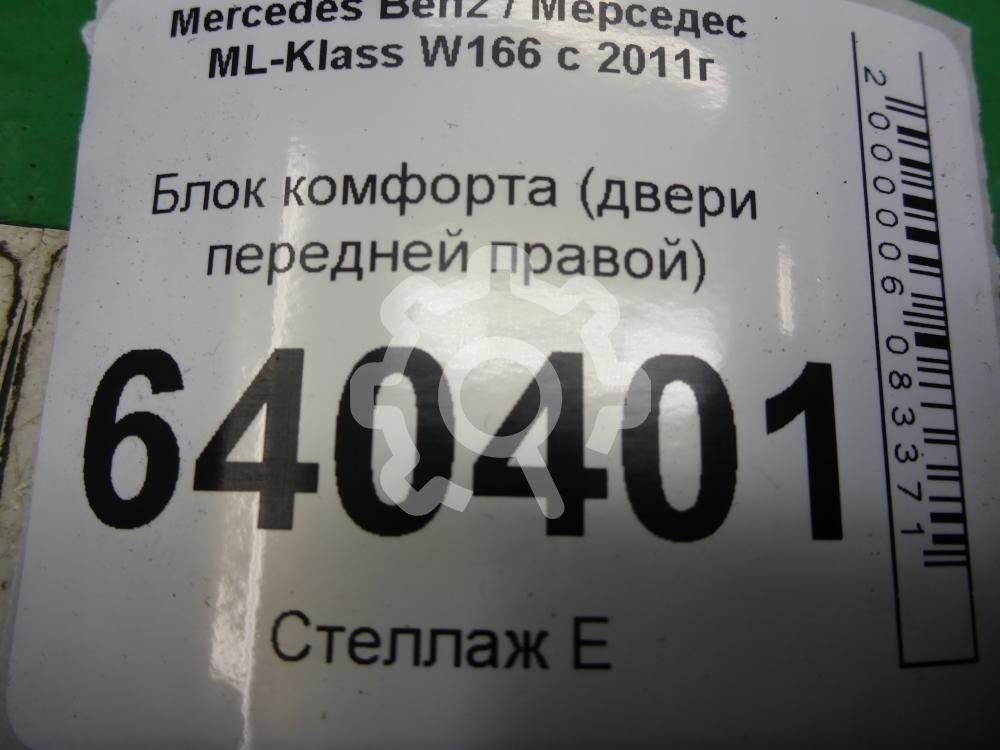 Mercedes Benz / Мерседес
ML-Klass W166 с 2011г
Блок комфорта (двери
передней правой)
640401
Стеллаж Е
2000006083371